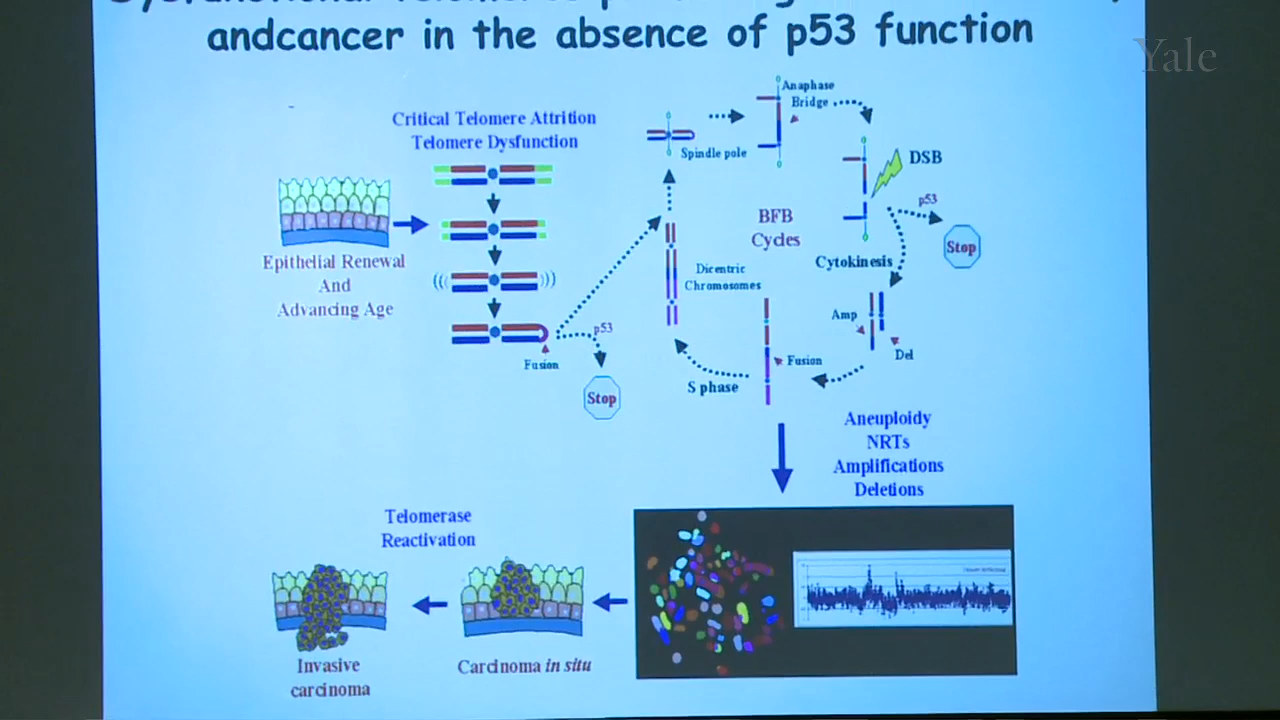 andcancer in the absence of p53 function
Yale
Critical Telomere Attrition
Telomere Dysfunction
Epithelial Renewal
And
Advancing Age
Fusion
p53
Stop
Spindle pole
Anaphase
Bridge
DSB
p53
Stop
BFB
Cycles
Cytokinesis
Dicentric
Chromosomes
Amp
Del
Fusion
S phase
Aneuploidy
NRTs
Amplifications
Deletions
Telomerase
Reactivation
Invasive
carcinoma
Carcinoma in situ